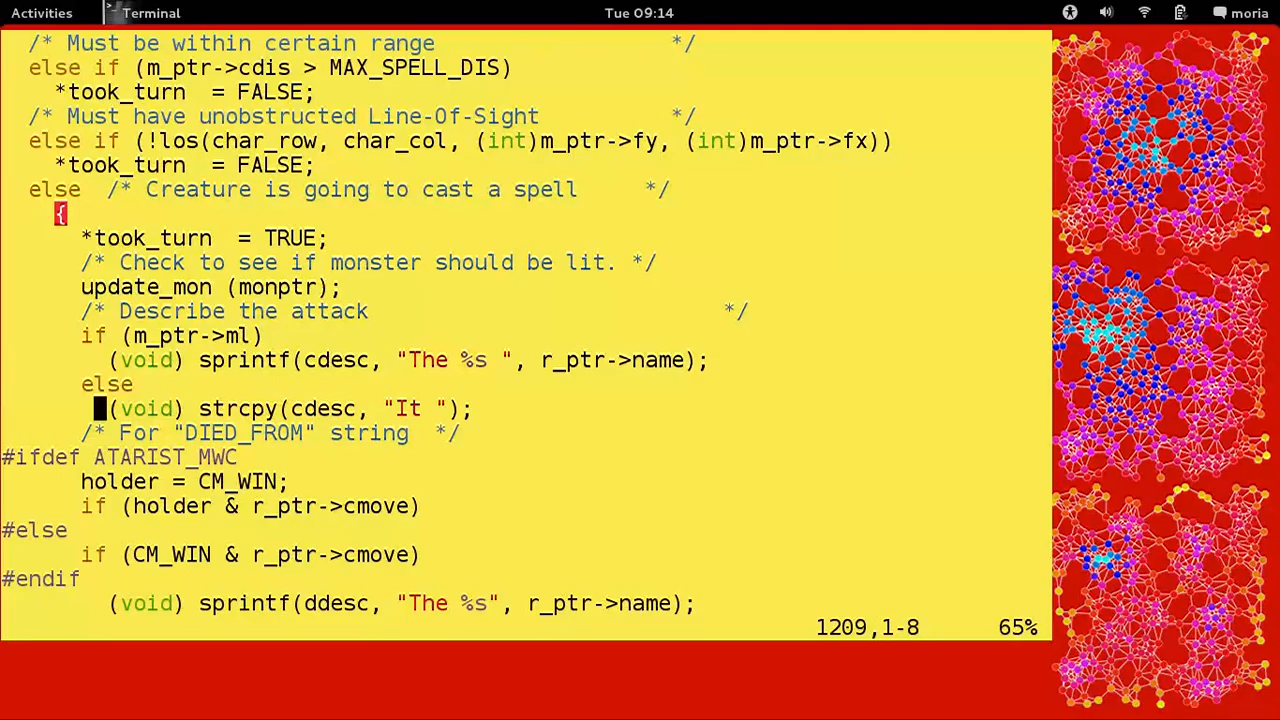 Activities Terminal Tue 09:14 moria
/* Must be within certain range */
else if (m_ptr->cdis > MAX_SPELL_DIS)
*took_turn = FALSE;
/* Must have unobstructed Line-Of-Sight */
else if (!los(char_row, char_col, (int)m_ptr->fy, (int)m_ptr->fx))
*took_turn = FALSE;
else /* Creature is going to cast a spell */
{
*took_turn = TRUE;
/* Check to see if monster should be lit. */
update_mon (monptr);
/* Describe the attack */
if (m_ptr->ml)
(void) sprintf(cdesc, "The %s ", r_ptr->name);
else
(void) strcpy(cdesc, "It ");
/* For "DIED_FROM" string */
#ifdef ATARIST_MWC
holder = CM_WIN;
if (holder & r_ptr->cmove)
#else
if (CM_WIN & r_ptr->cmove)
#endif
(void) sprintf(ddesc, "The %s", r_ptr->name);
1209,1-8 65%